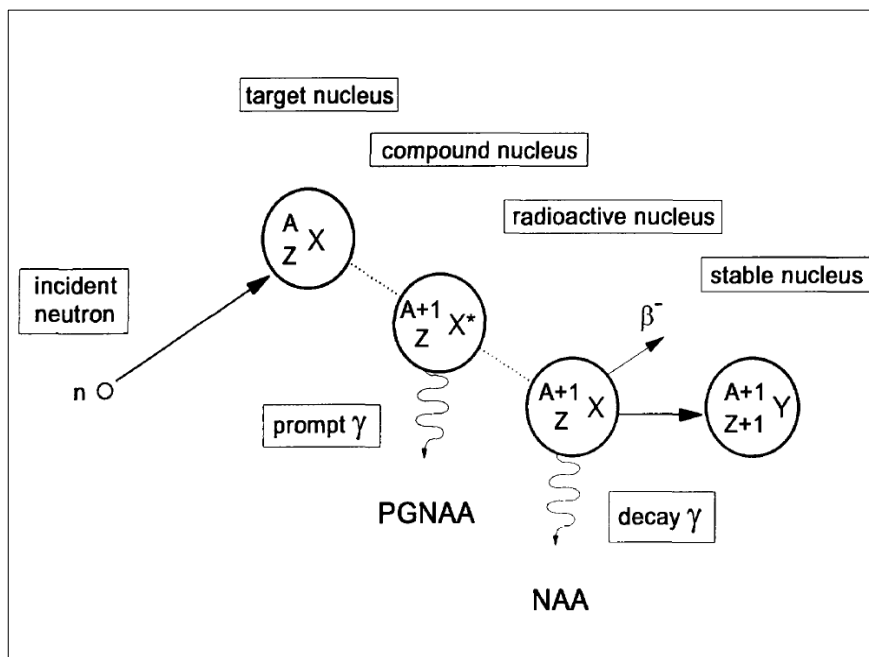 target nucleus
compound nucleus
radioactive nucleus
stable nucleus
incident
neutron
n
A
Z X
A+1
Z X*
β⁻
A+1
Z X
A+1
Z+1 Y
prompt γ
PGNAA
decay γ
NAA